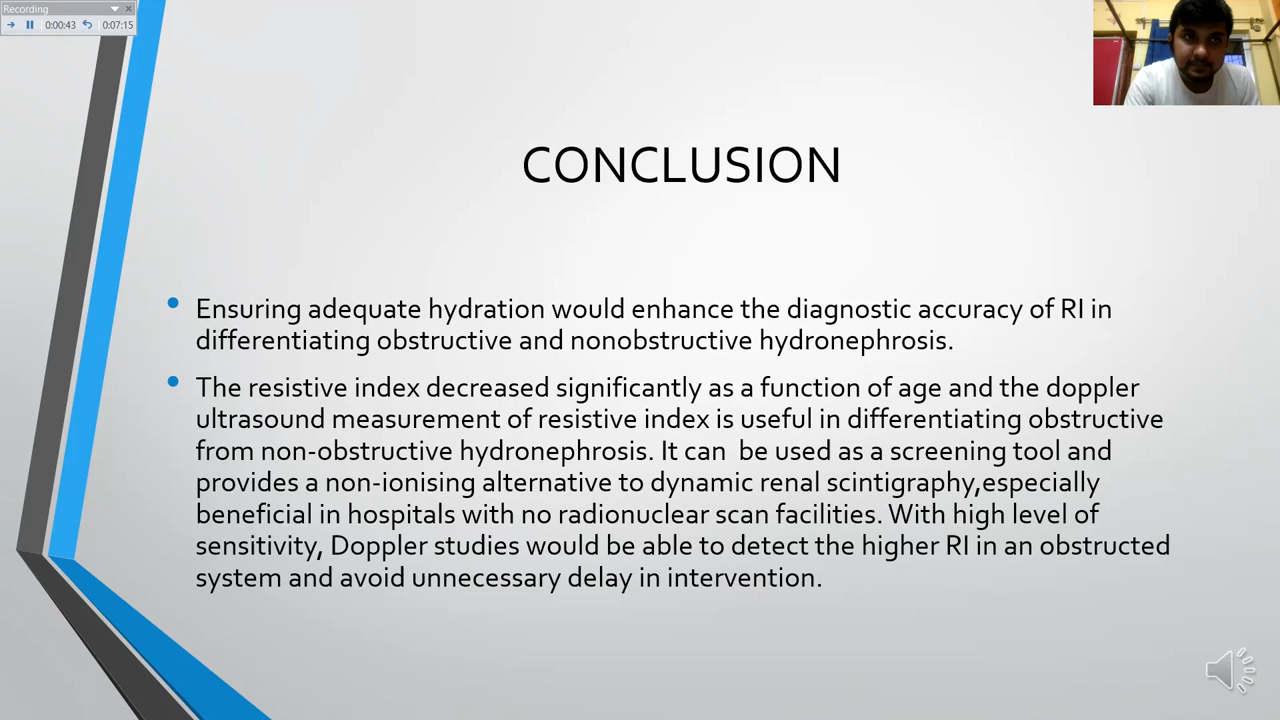 Recording
0:00:43 0:07:15
CONCLUSION
Ensuring adequate hydration would enhance the diagnostic accuracy of RI in
differentiating obstructive and nonobstructive hydronephrosis.
The resistive index decreased significantly as a function of age and the doppler
ultrasound measurement of resistive index is useful in differentiating obstructive
from non-obstructive hydronephrosis. It can  be used as a screening tool and
provides a non-ionising alternative to dynamic renal scintigraphy,especially
beneficial in hospitals with no radionuclear scan facilities. With high level of
sensitivity, Doppler studies would be able to detect the higher RI in an obstructed
system and avoid unnecessary delay in intervention.